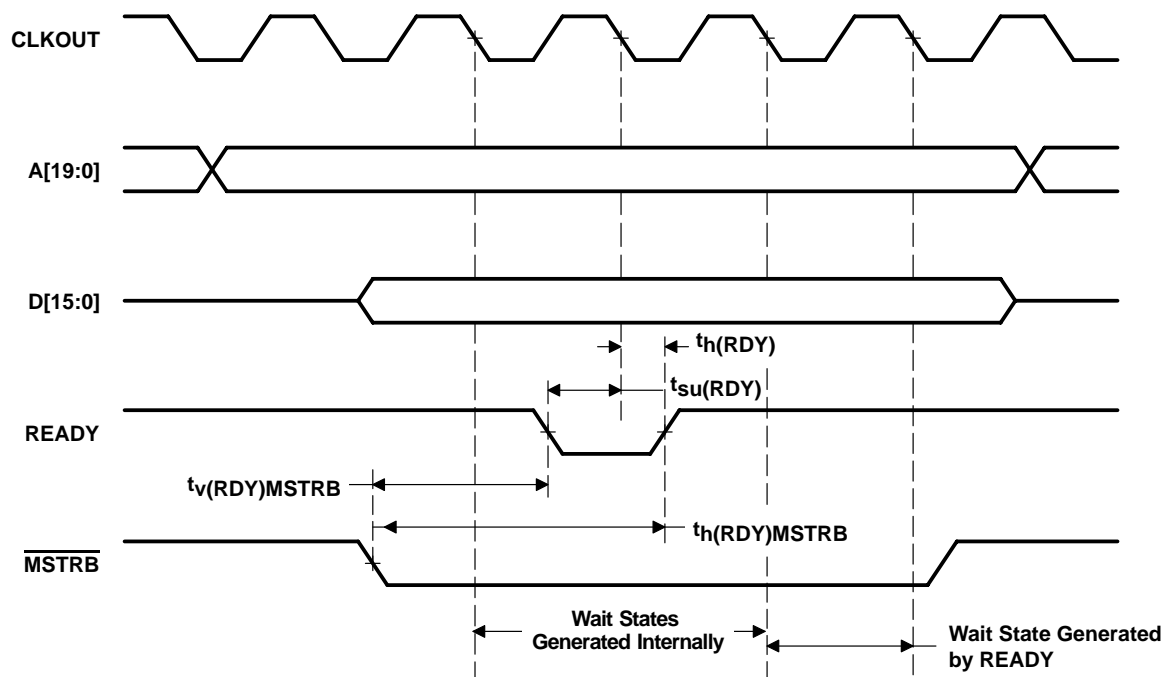 CLKOUT
A[19:0]
D[15:0]
th(RDY)
tsu(RDY)
READY
tv(RDY)MSTRB
th(RDY)MSTRB
MSTRB
Wait States
Generated Internally
Wait State Generated
by READY